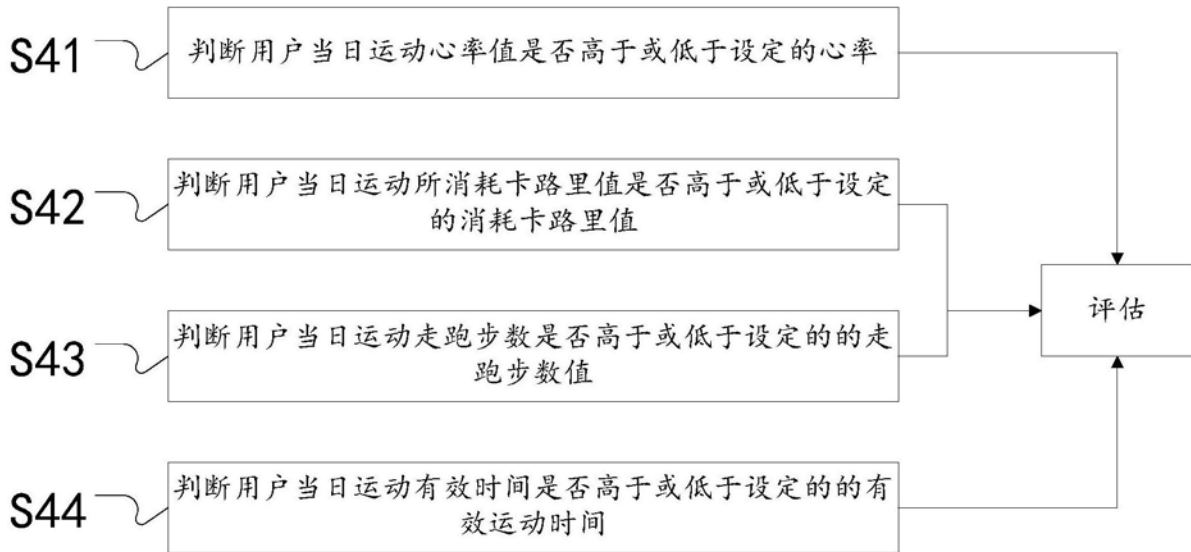 S41
判断用户当日运动心率值是否高于或低于设定的心率
S42
判断用户当日运动所消耗卡路里值是否高于或低于设定
的消耗卡路里值
评估
S43
判断用户当日运动走跑步数是否高于或低于设定的的走
跑步数值
S44
判断用户当日运动有效时间是否高于或低于设定的的有
效运动时间